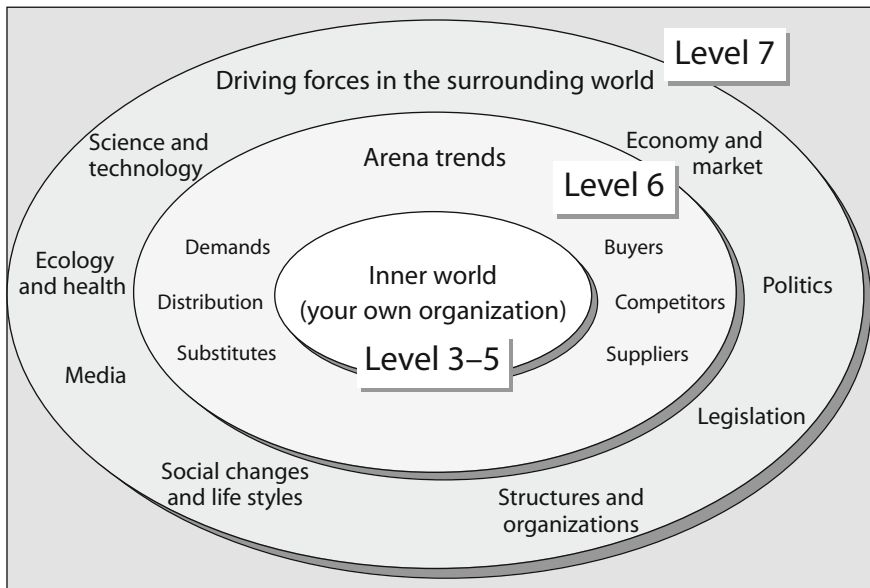 Level 7
Driving forces in the surrounding world
Science and
technology
Economy and
market
Arena trends
Level 6
Demands
Buyers
Ecology
and health
Inner world
(your own organization)
Politics
Distribution
Competitors
Substitutes
Suppliers
Level 3–5
Media
Legislation
Social changes
and life styles
Structures and
organizations